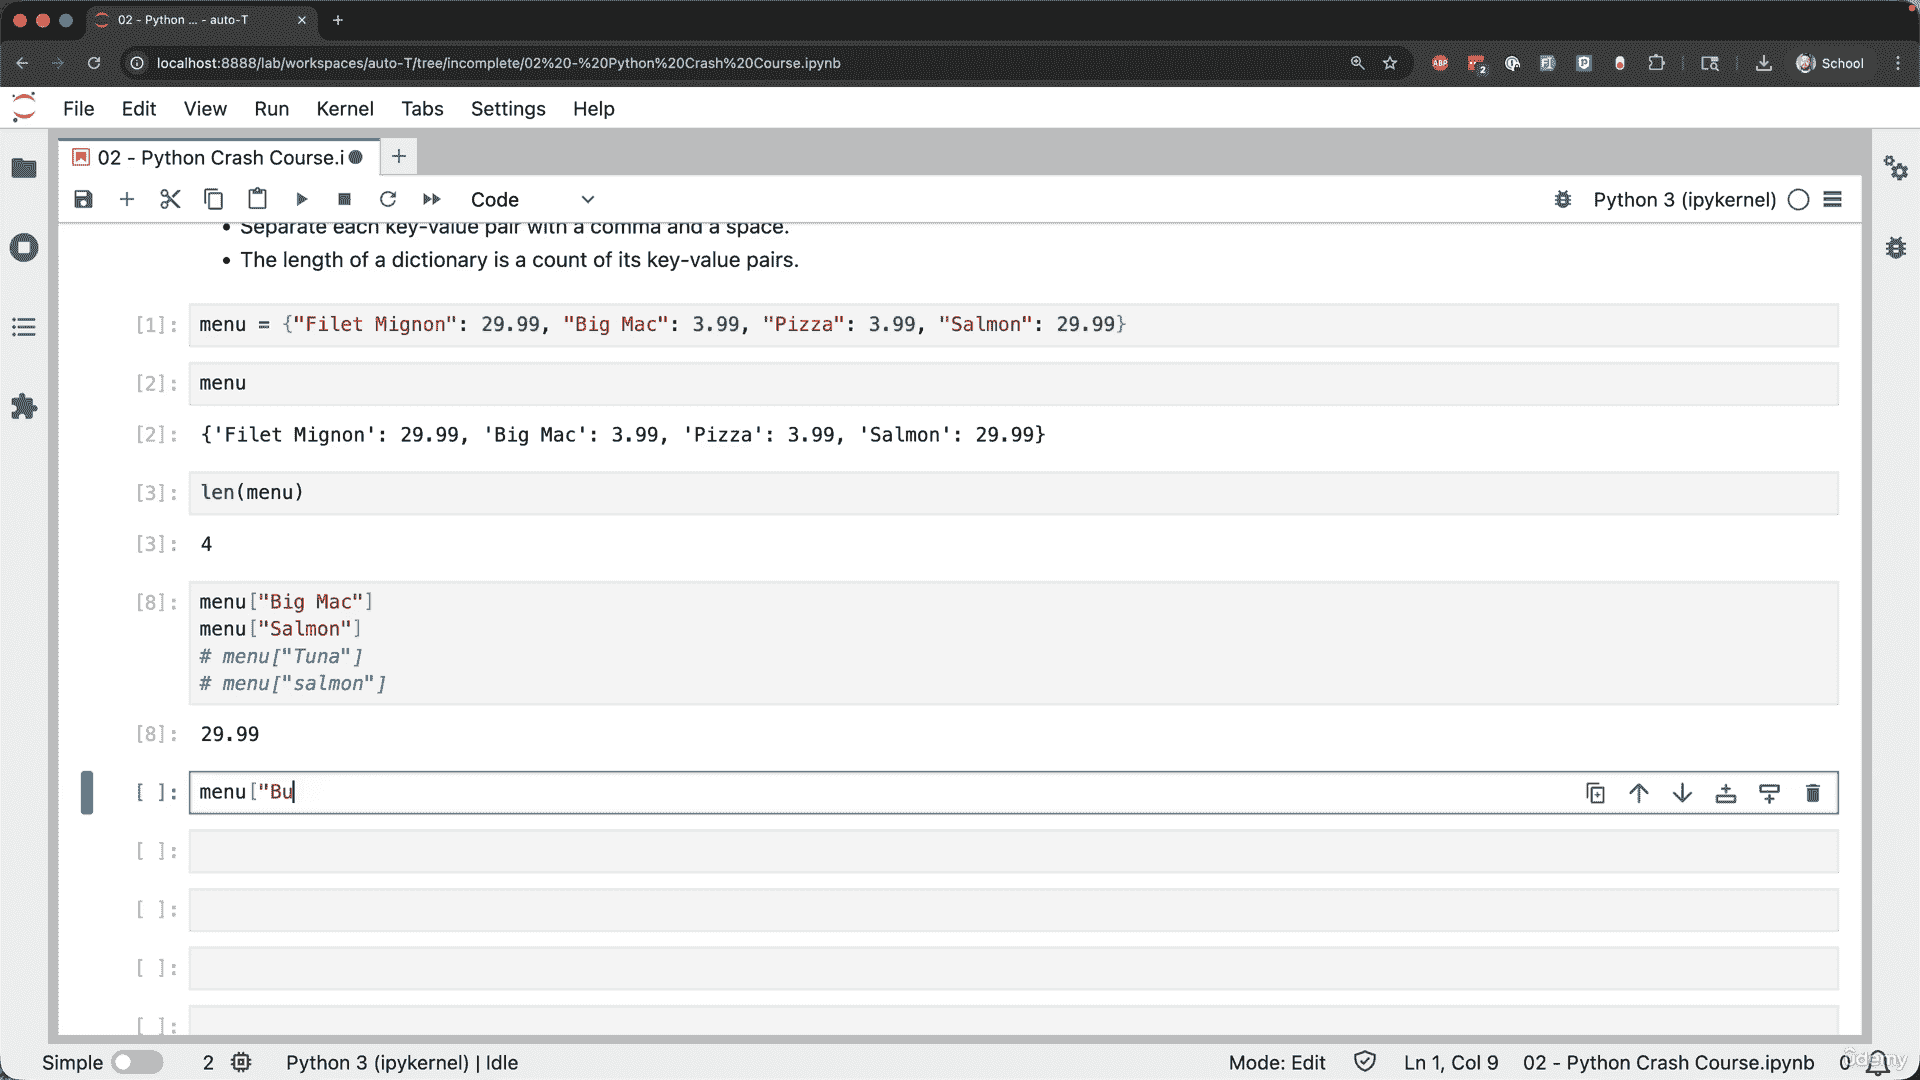 02 - Python ... - auto-T
localhost:8888/lab/workspaces/auto-T/tree/incomplete/02%20-%20Python%20Crash%20Course.ipynb
ABP
2
School
File Edit View Run Kernel Tabs Settings Help
02 - Python Crash Course.i
Code
Python 3 (ipykernel)
Separate each key-value pair with a comma and a space.
The length of a dictionary is a count of its key-value pairs.
[1]: menu = {"Filet Mignon": 29.99, "Big Mac": 3.99, "Pizza": 3.99, "Salmon": 29.99}
[2]: menu
[2]: {'Filet Mignon': 29.99, 'Big Mac': 3.99, 'Pizza': 3.99, 'Salmon': 29.99}
[3]: len(menu)
[3]: 4
[8]: menu["Big Mac"]
menu["Salmon"]
# menu["Tuna"]
# menu["salmon"]
[8]: 29.99
[ ]: menu["Bu
[ ]:
[ ]:
[ ]:
[ ]:
Simple 2 Python 3 (ipykernel) | Idle Mode: Edit Ln 1, Col 9 02 - Python Crash Course.ipynb 0
udemy